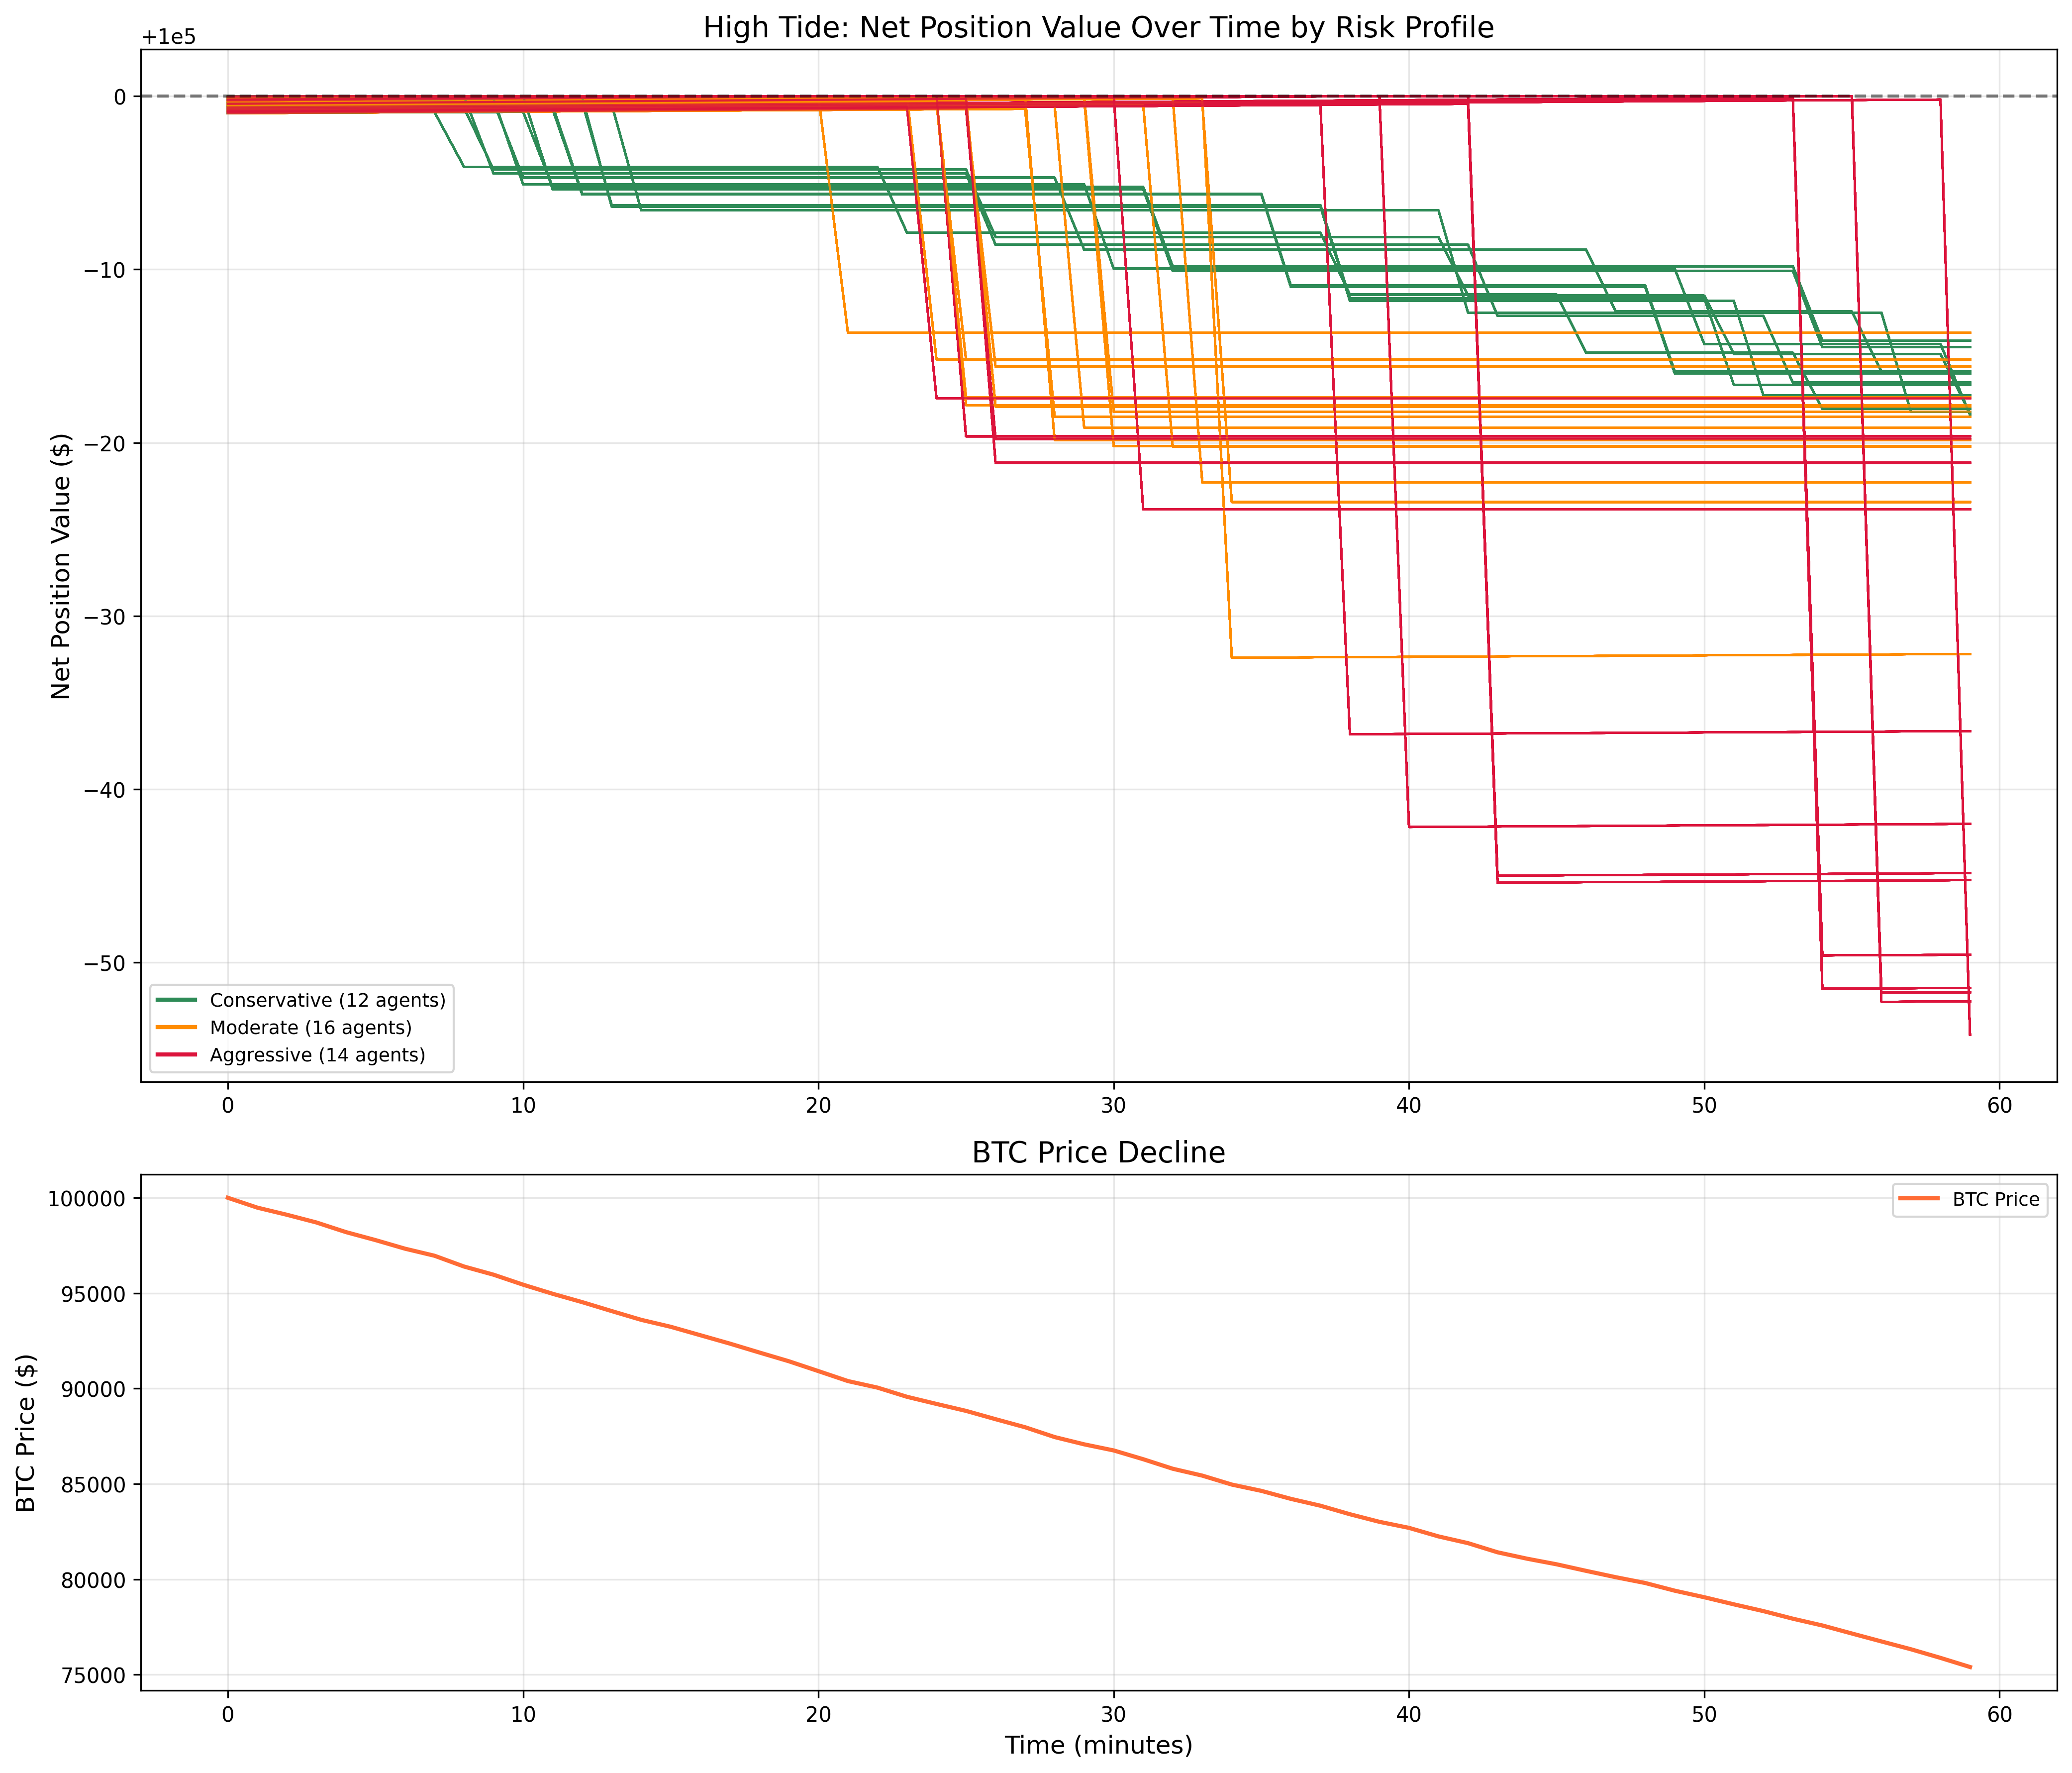 High Tide: Net Position Value Over Time by Risk Profile
+1e5
0
−10
−20
−30
−40
−50
Net Position Value ($)
Conservative (12 agents)
Moderate (16 agents)
Aggressive (14 agents)
0 10 20 30 40 50 60
BTC Price Decline
100000
95000
90000
85000
80000
75000
BTC Price ($)
BTC Price
0 10 20 30 40 50 60
Time (minutes)